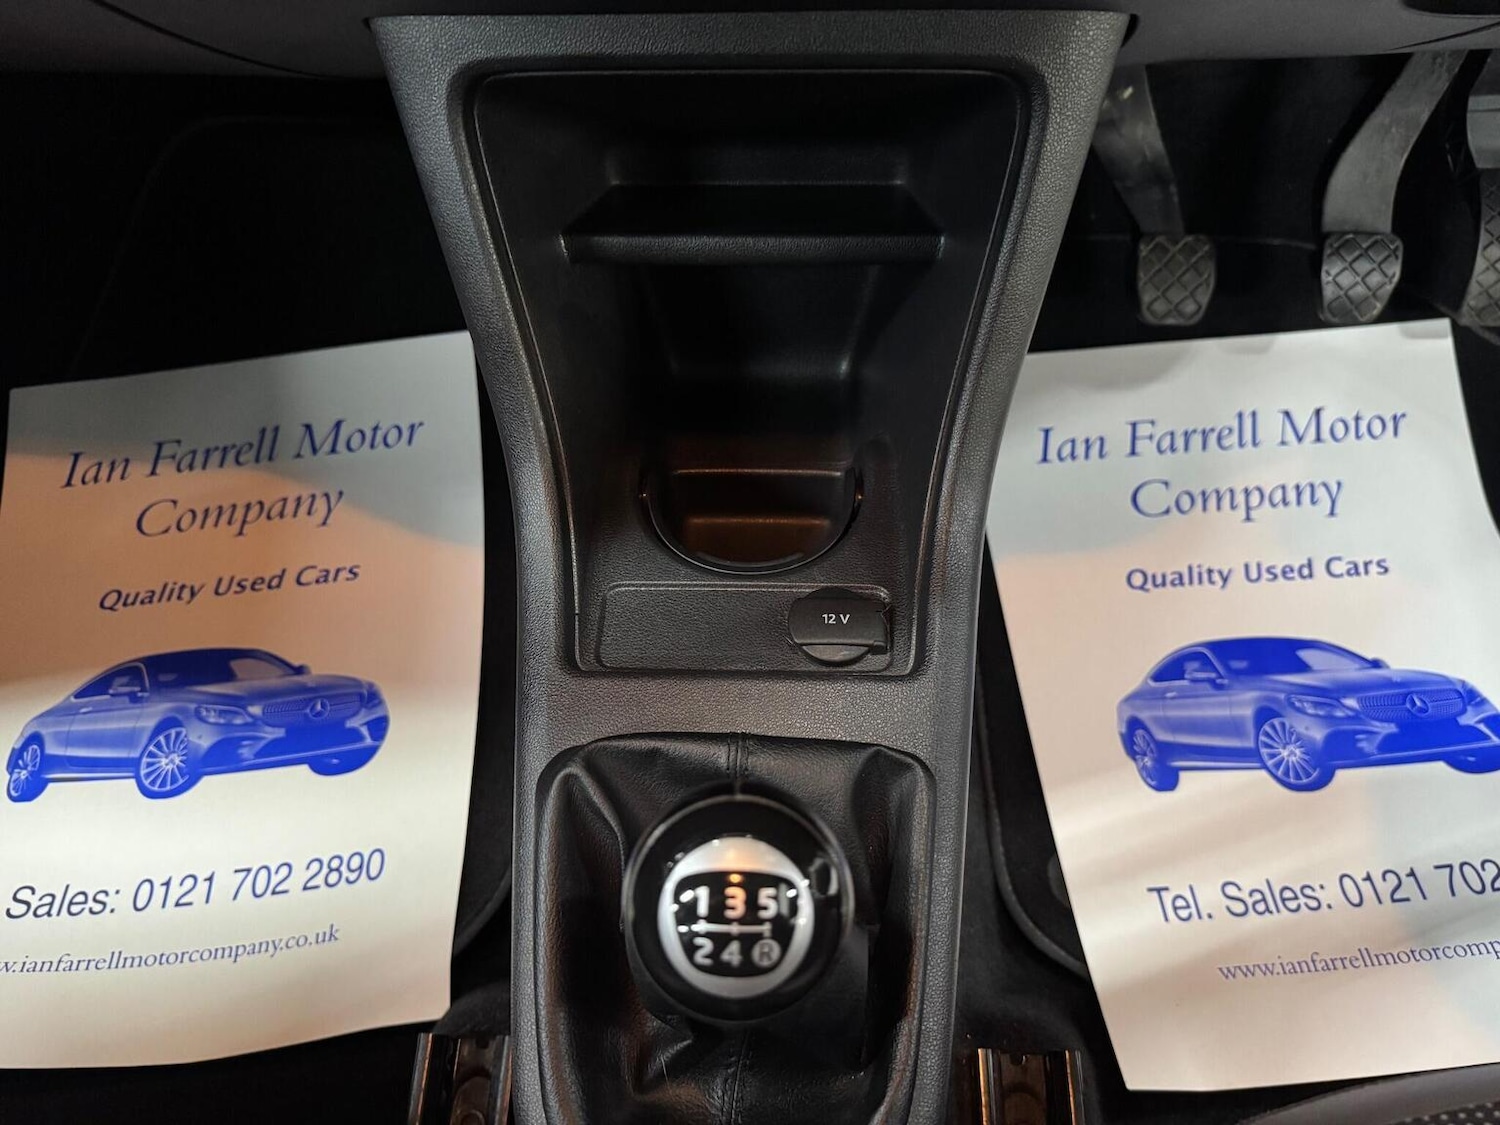 Ian Farrell Motor
Company
Quality Used Cars
Sales: 0121 702 2890
ianfarrellmotorcompany.co.uk
12 V
1 3 5
2 4 R
Ian Farrell Motor
Company
Quality Used Cars
Tel. Sales: 0121 702
www.ianfarrellmotorcomp